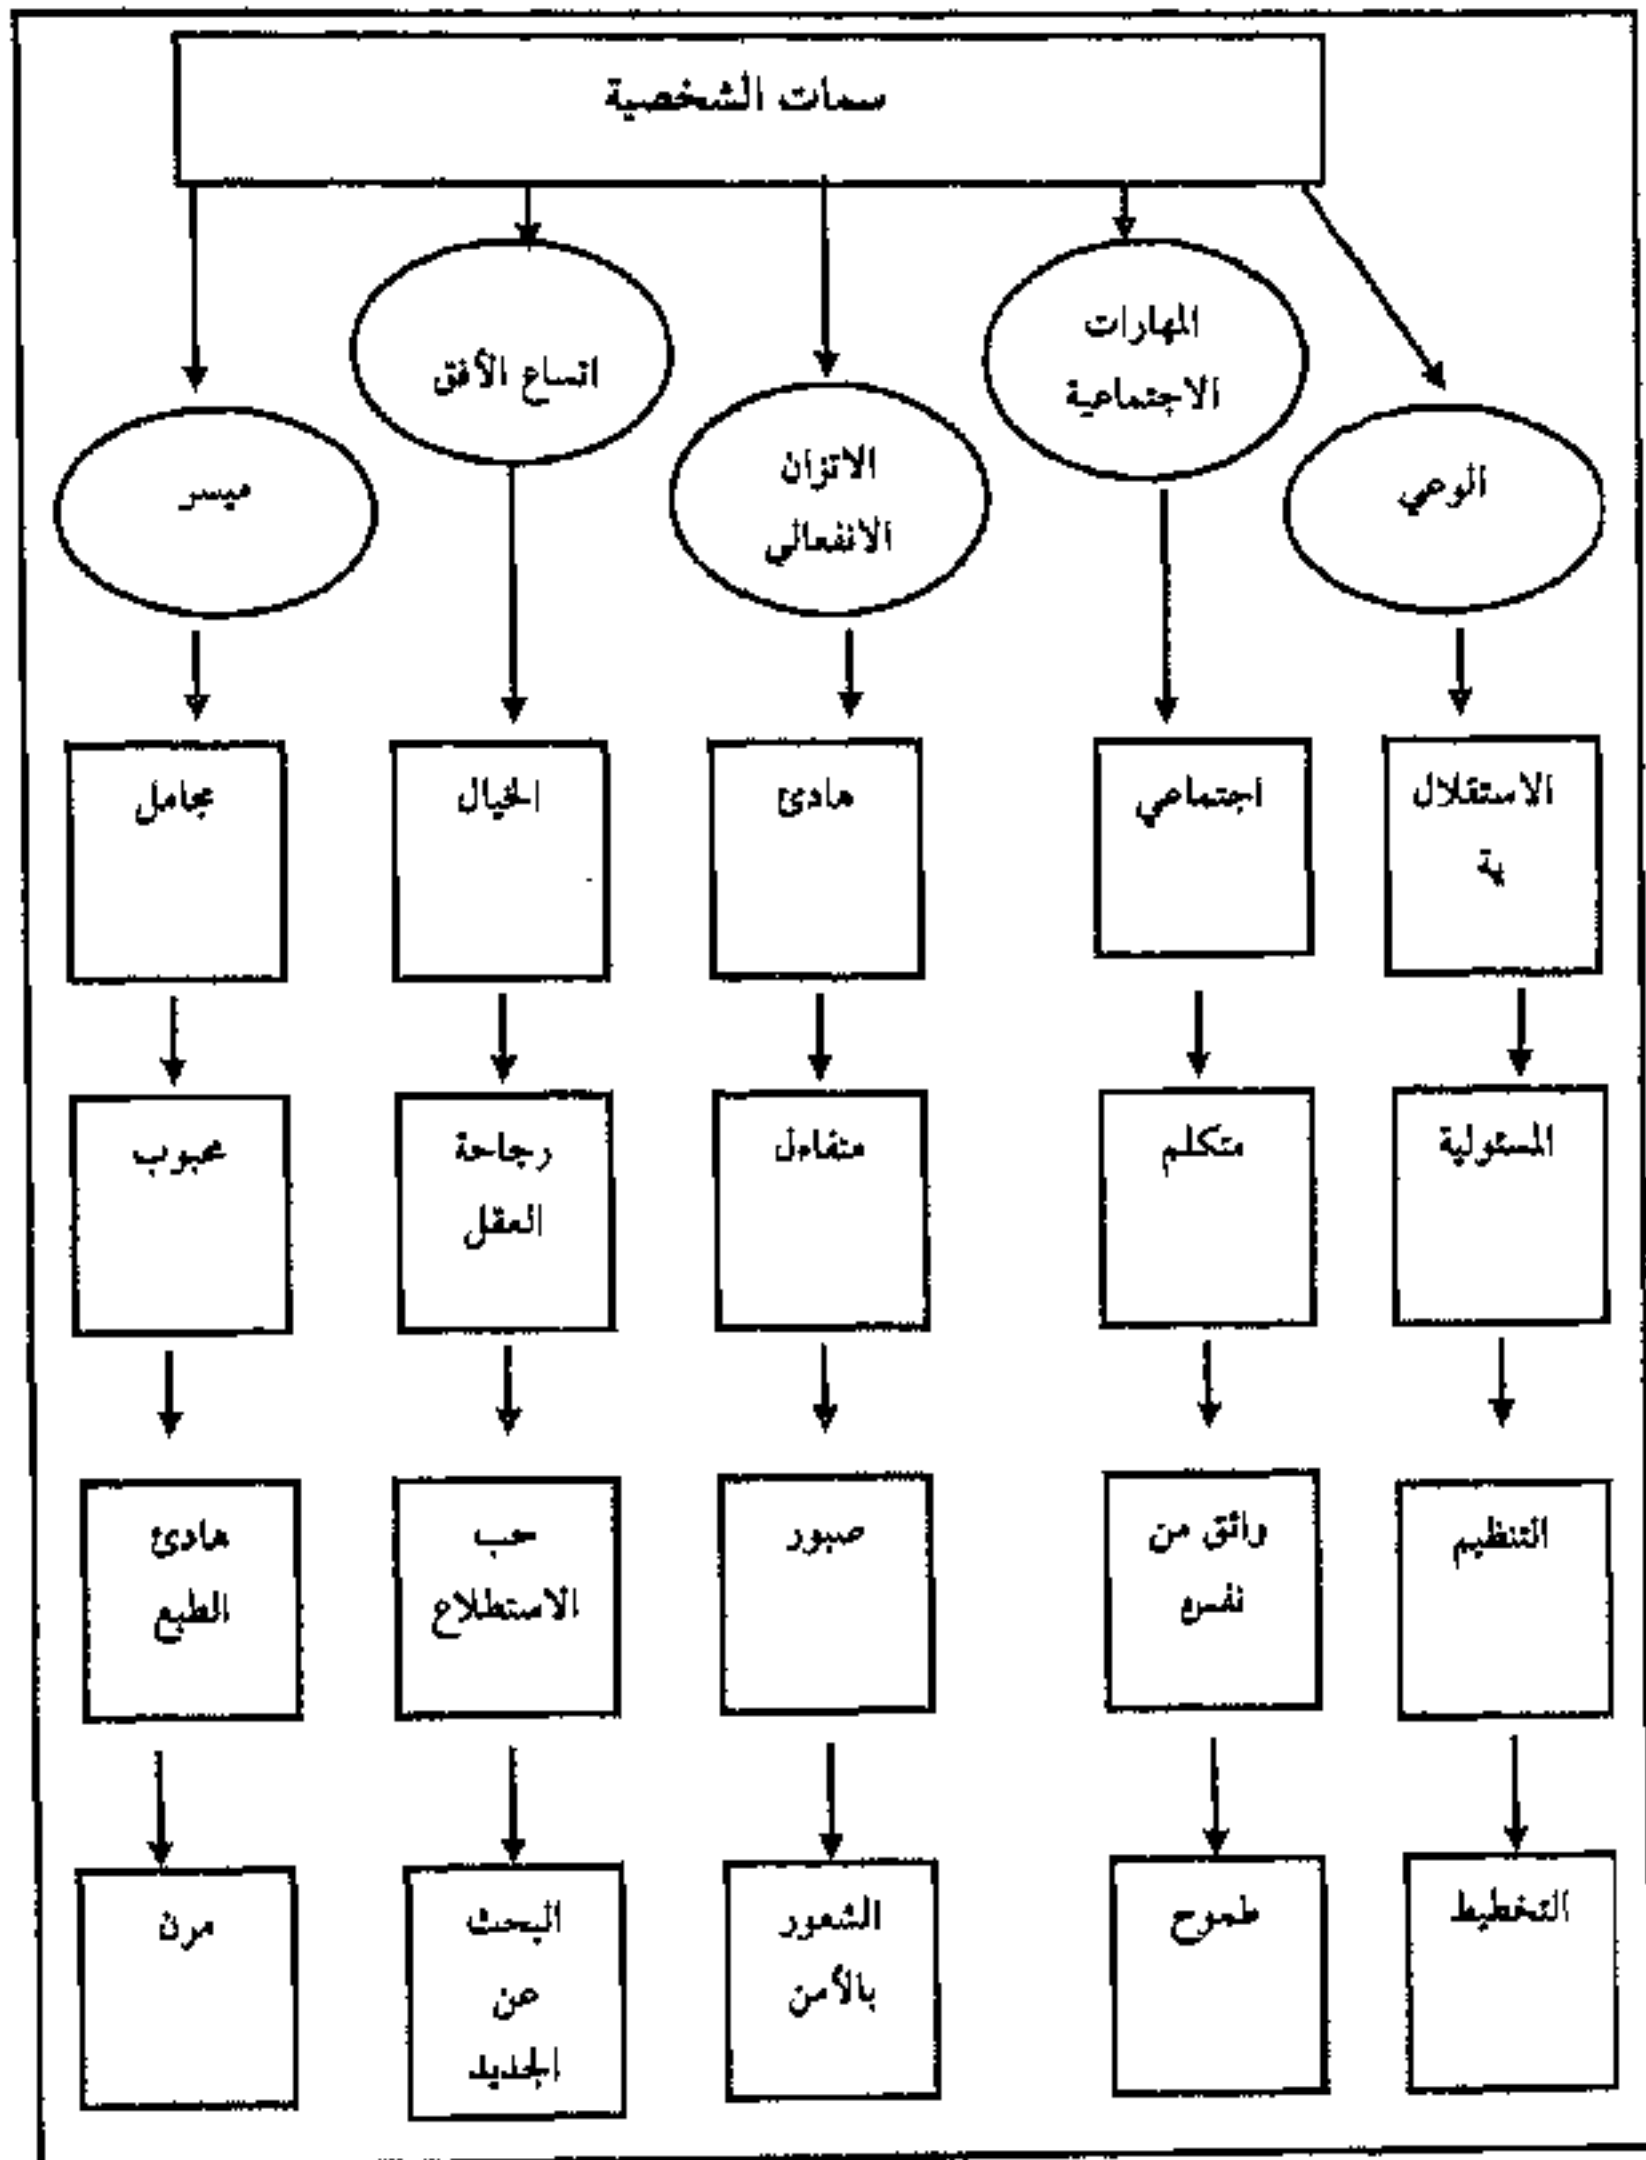 سمات الشخصية
الوعي
المهارات
الاجتماعية
الاتزان
الانفعالي
اتساع الأفق
ميسر
الاستقلال
ية
اجتماعي
هادئ
الخيال
مجامل
المسئولية
متكلم
متفاءل
رجاحة
العقل
محبوب
التنظيم
واثق من
نفس
صبور
حب
الاستطلاع
هادئ
الطبع
التخطيط
طموح
الشعور
بالأمن
البحث
عن
الجديد
مرن